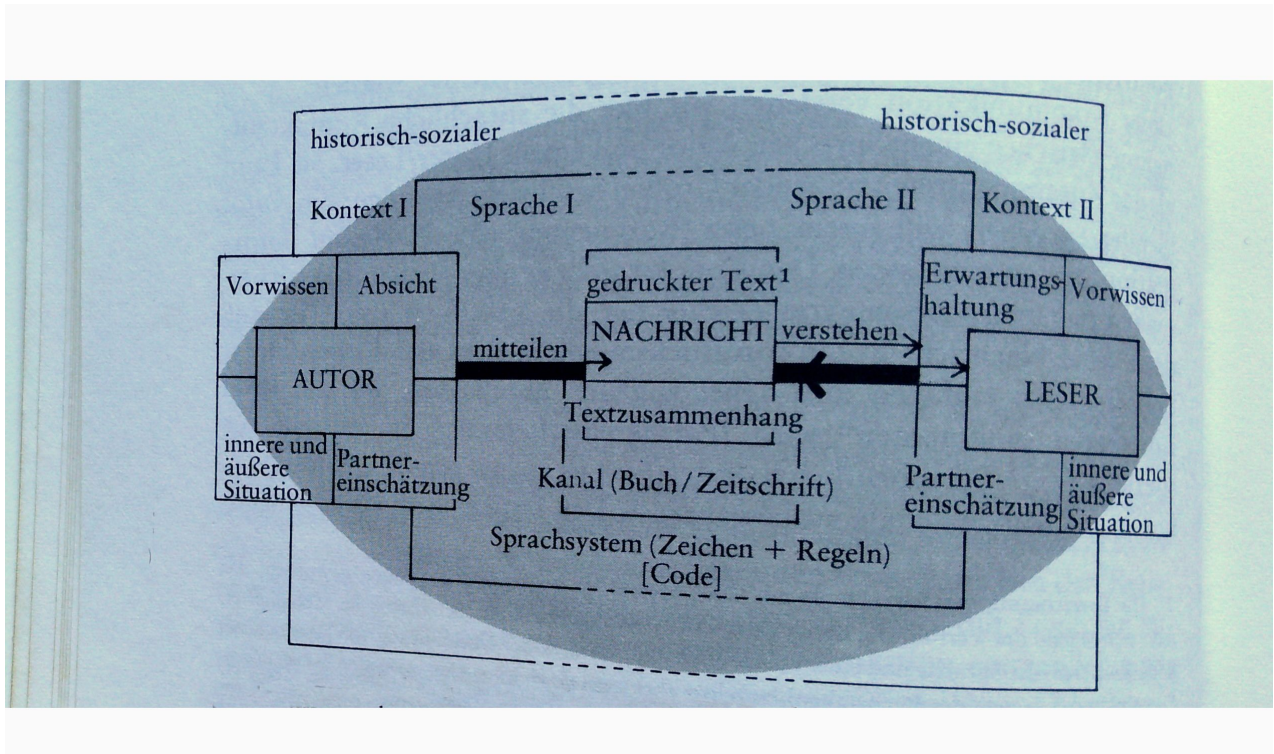 historisch-sozialer
historisch-sozialer
Kontext I
Sprache I
Sprache II
Kontext II
Vorwissen
Absicht
gedruckter Text¹
Erwartungs-
haltung
Vorwissen
NACHRICHT
verstehen
mitteilen
AUTOR
LESER
Textzusammenhang
innere und
äußere
Situation
Partner-
einschätzung
Kanal (Buch/Zeitschrift)
Partner-
einschätzung
innere und
äußere
Situation
Sprachsystem (Zeichen + Regeln)
[Code]